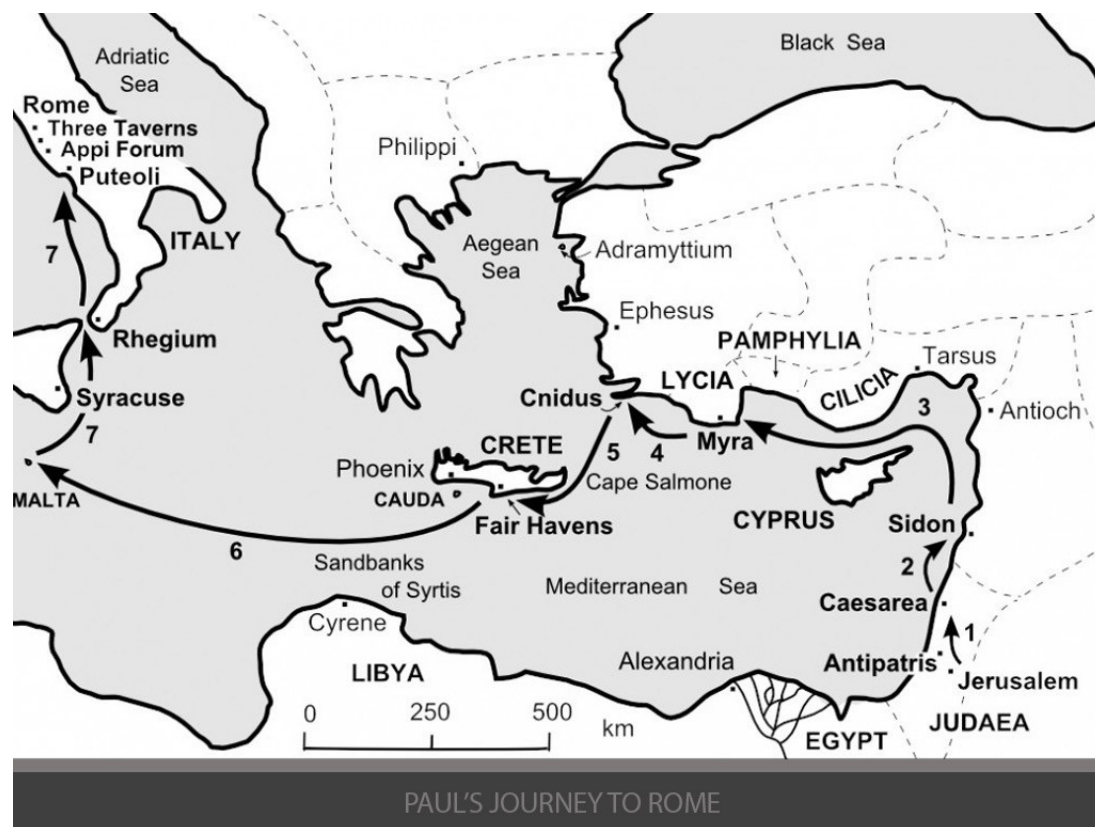 Black Sea
Adriatic
Sea
Rome
Three Taverns
Appi Forum
Puteoli
Philippi
ITALY
7
Aegean
Sea
Adramyttium
Ephesus
PAMPHYLIA
Rhegium
Tarsus
LYCIA
CILICIA
Syracuse
Cnidus
3
Antioch
7
5
4
Myra
CRETE
Phoenix
Cape Salmone
MALTA
CAUDA
CYPRUS
Fair Havens
Sidon
6
Sandbanks
of Syrtis
Mediterranean Sea
2
Caesarea
Cyrene
1
Alexandria
Antipatris
LIBYA
Jerusalem
0 250 500
km
JUDAEA
EGYPT
PAUL'S JOURNEY TO ROME